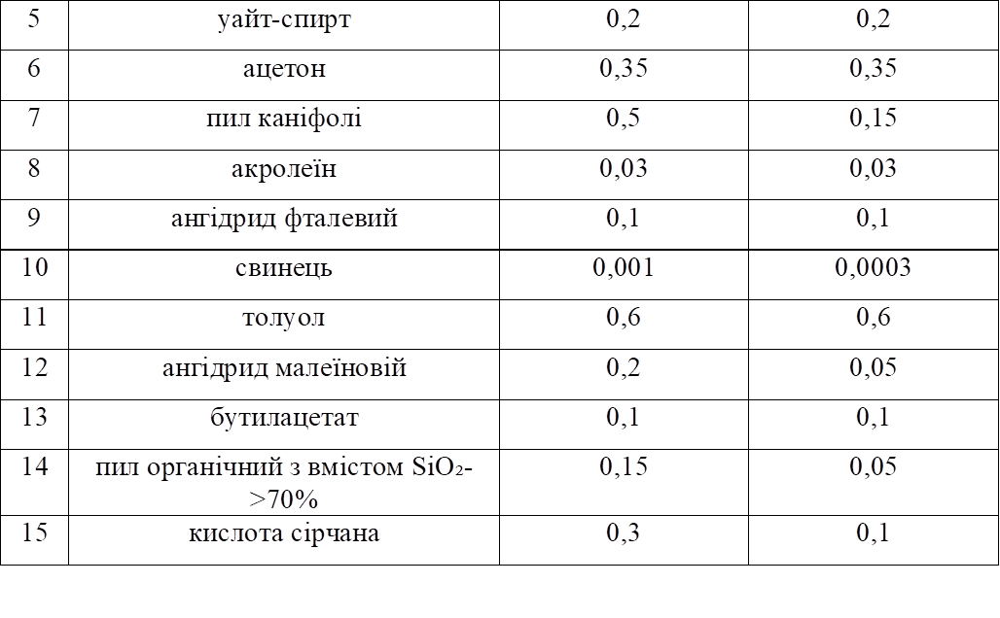 5 уайт-спирт 0,2 0,2
6 ацетон 0,35 0,35
7 пил каніфолі 0,5 0,15
8 акролеїн 0,03 0,03
9 ангідрид фталевий 0,1 0,1
10 свинець 0,001 0,0003
11 толуол 0,6 0,6
12 ангідрид малеїновій 0,2 0,05
13 бутилацетат 0,1 0,1
14 пил органічний з вмістом SiO₂- 0,15 0,05
>70%
15 кислота сірчана 0,3 0,1